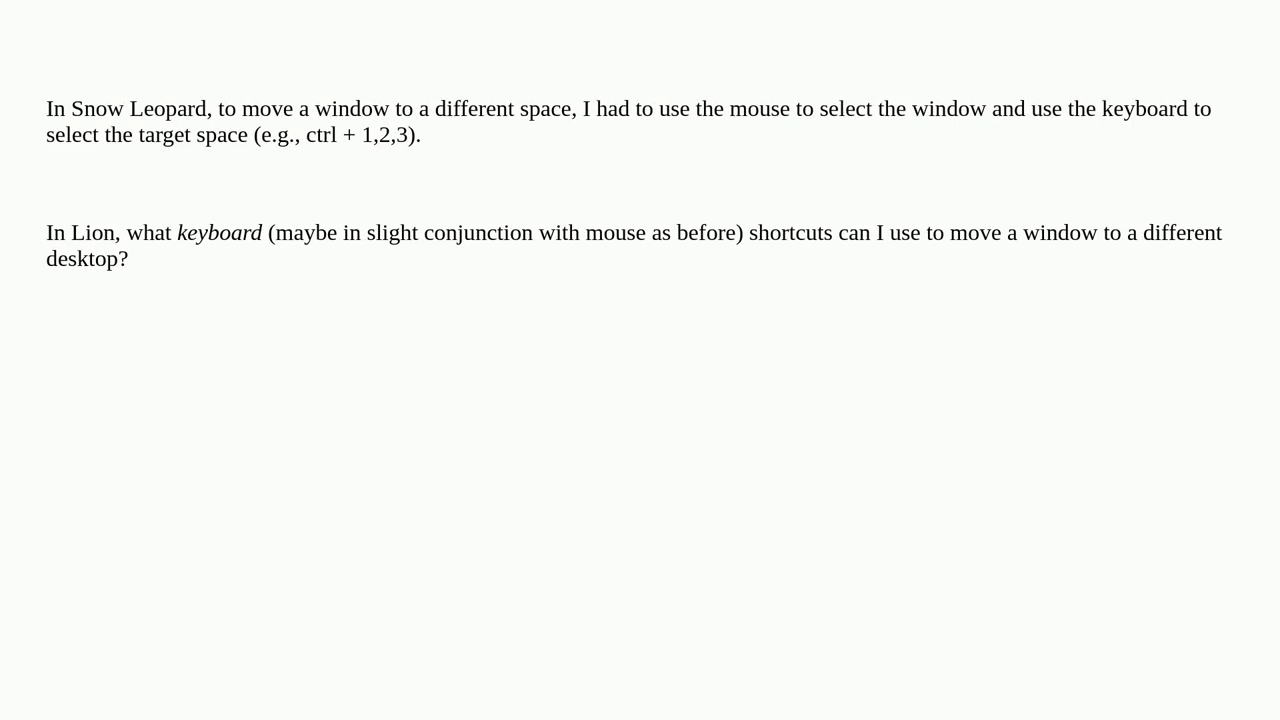 In Snow Leopard, to move a window to a different space, I had to use the mouse to select the window and use the keyboard to
select the target space (e.g., ctrl + 1,2,3).
In Lion, what keyboard (maybe in slight conjunction with mouse as before) shortcuts can I use to move a window to a different
desktop?